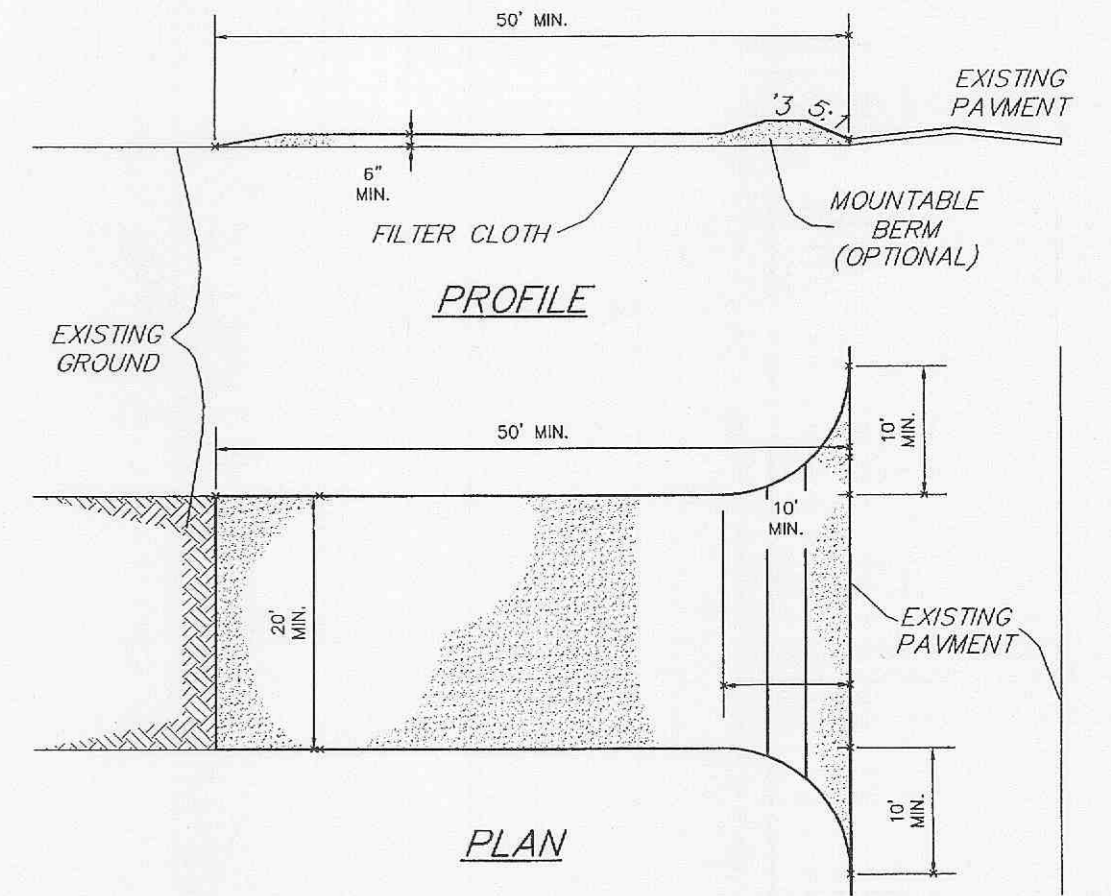 50' MIN.
EXISTING
PAVMENT
'3 5:1
6"
MIN.
FILTER CLOTH
MOUNTABLE
BERM
(OPTIONAL)
PROFILE
EXISTING
GROUND
50' MIN.
10'
MIN.
10'
MIN.
20'
MIN.
EXISTING
PAVMENT
10'
MIN.
PLAN